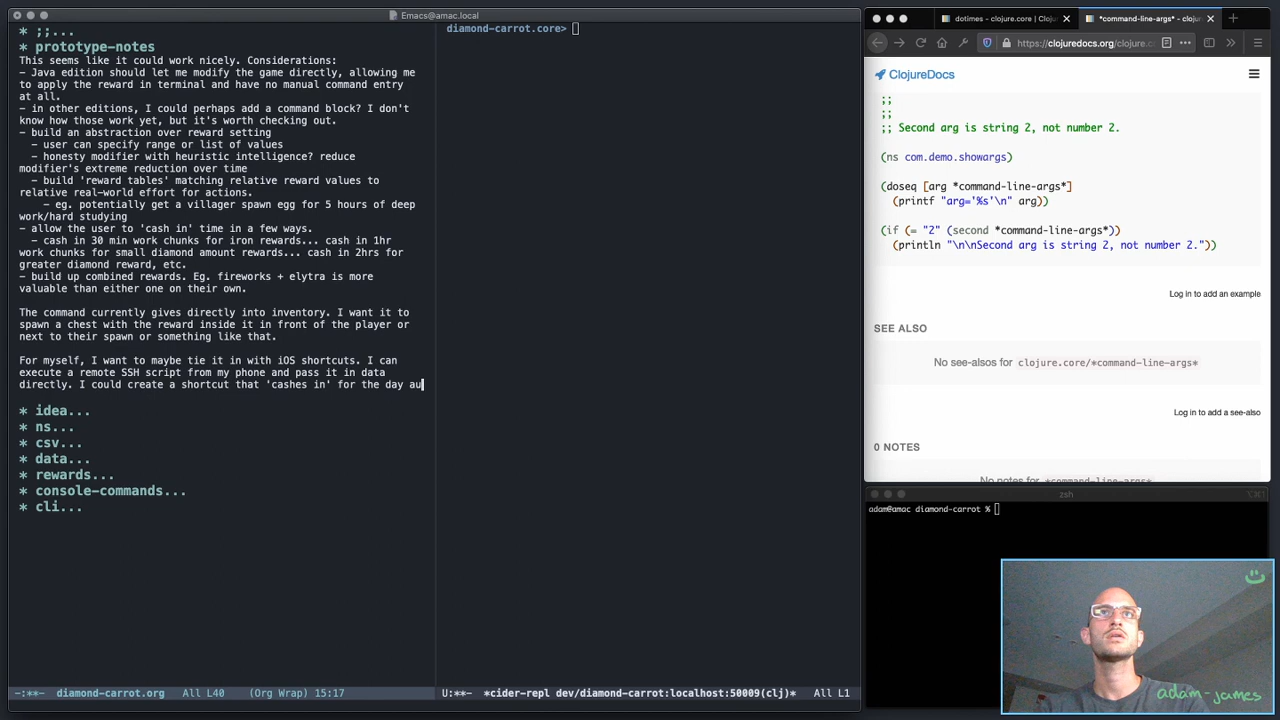 Emacs@amac.local
* ;;...
* prototype-notes
This seems like it could work nicely. Considerations:
- Java edition should let me modify the game directly, allowing me
to apply the reward in terminal and have no manual command entry
at all.
- in other editions, I could perhaps add a command block? I don't
know how those work yet, but it's worth checking out.
- build an abstraction over reward setting
- user can specify range or list of values
- honesty modifier with heuristic intelligence? reduce
modifier's extreme reduction over time
- build 'reward tables' matching relative reward values to
relative real-world effort for actions.
- eg. potentially get a villager spawn egg for 5 hours of deep
work/hard studying
- allow the user to 'cash in' time in a few ways.
- cash in 30 min work chunks for iron rewards... cash in 1hr
work chunks for small diamond amount rewards... cash in 2hrs for
greater diamond reward, etc.
- build up combined rewards. Eg. fireworks + elytra is more
valuable than either one on their own.
The command currently gives directly into inventory. I want it to
spawn a chest with the reward inside it in front of the player or
next to their spawn or something like that.
For myself, I want to maybe tie it in with iOS shortcuts. I can
execute a remote SSH script from my phone and pass it in data
directly. I could create a shortcut that 'cashes in' for the day au
* idea...
* ns...
* csv...
* data...
* rewards...
* console-commands...
* cli...
-:**- diamond-carrot.org All L40 (Org Wrap) 15:17
diamond-carrot.core>
U:**- *cider-repl dev/diamond-carrot:localhost:50009(clj)* All L1
dotimes - clojure.core | Cloj
*command-line-args* - clojure
https://clojuredocs.org/clojure.c
ClojureDocs
;;
;;
;; Second arg is string 2, not number 2.
(ns com.demo.showargs)
(doseq [arg *command-line-args*]
(printf "arg='%s'\n" arg))
(if (= "2" (second *command-line-args*))
(println "\n\nSecond arg is string 2, not number 2."))
Log in to add an example
SEE ALSO
No see-alsos for clojure.core/*command-line-args*
Log in to add a see-also
0 NOTES
No notes for *command-line-args*
zsh
adam@amac diamond-carrot %
adam-james